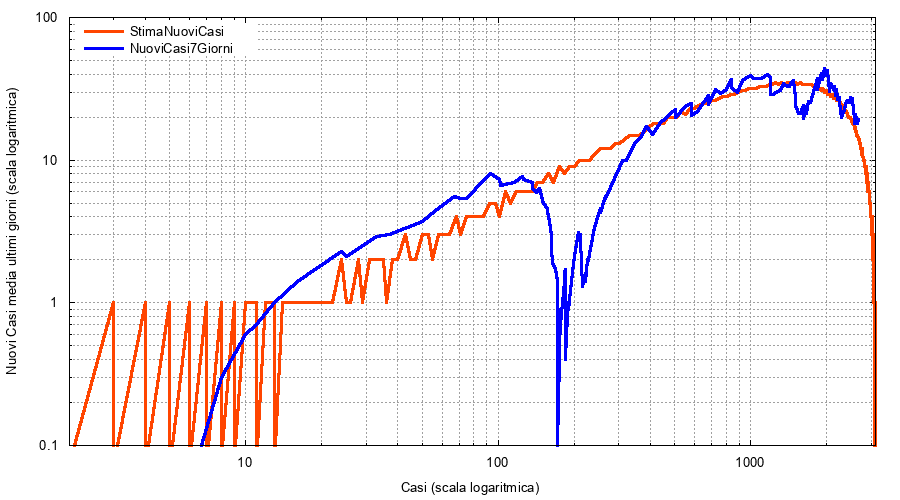 100
StimaNuoviCasi
NuoviCasi7Giorni
10
1
0.1
Nuovi Casi media ultimi giorni (scala logaritmica)
10
100
1000
Casi (scala logaritmica)